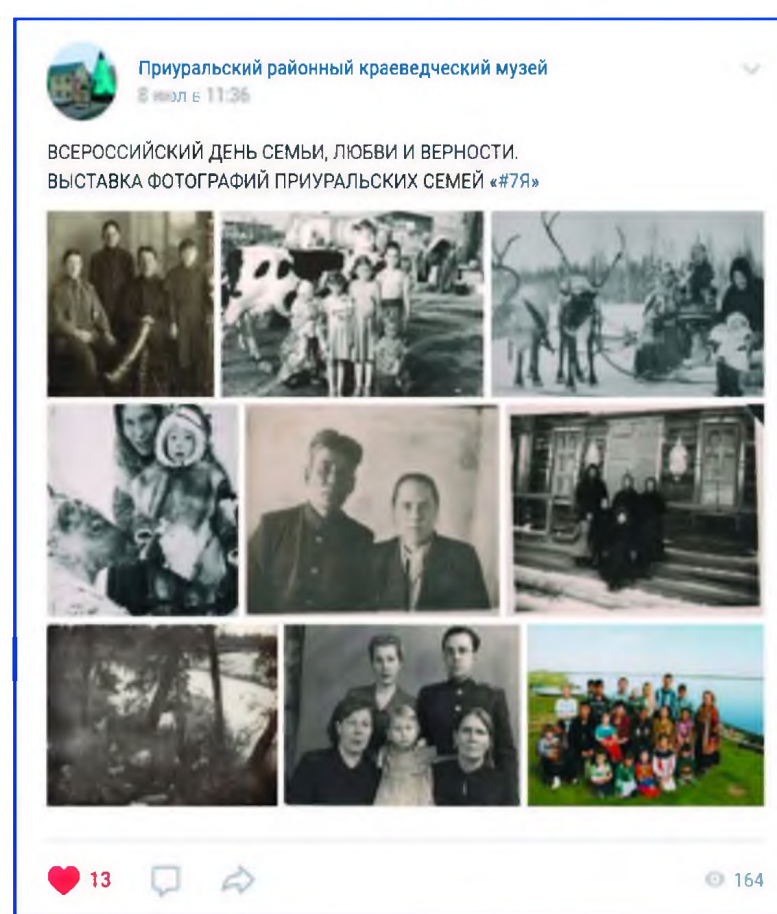 Приуральский районный краеведческий музей
8 июл в 11:36
ВСЕРОССИЙСКИЙ ДЕНЬ СЕМЬИ, ЛЮБВИ И ВЕРНОСТИ.
ВЫСТАВКА ФОТОГРАФИЙ ПРИУРАЛЬСКИХ СЕМЕЙ «#7Я»
13
164